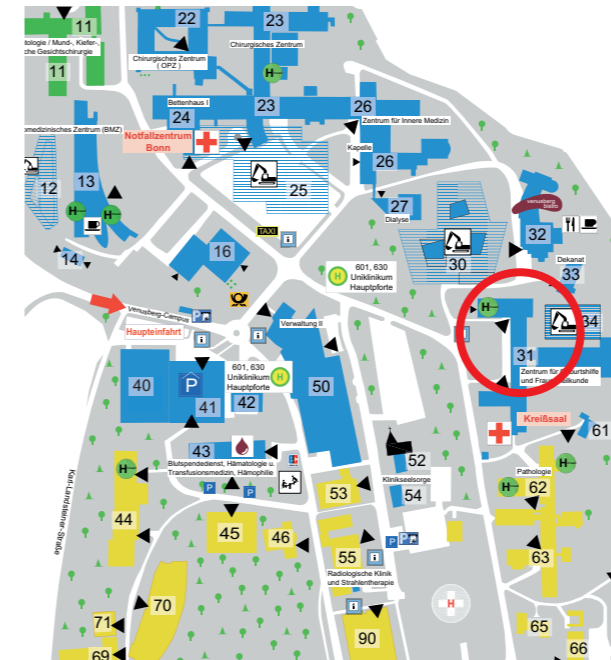 11
22
23
tologie / Mund-, Kiefer-,
che Gesichtschirurgie
Chirurgisches Zentrum
11
Chirurgisches Zentrum
( OPZ )
H
Bettenhaus I
23
26
24
Zentrum für Innere Medizin
omedizinisches Zentrum (BMZ)
Notfallzentrum
Bonn
Kapelle
26
12
13
25
27
Dialyse
venusberg
bistro
H
H
TAXI
i
32
16
14
30
Dekanat
H
601, 630
Uniklinikum
Hauptpforte
33
H
34
Venusberg-Campus
P
Haupteinfahrt
i
i
Verwaltung II
i
31
Zentrum für Geburtshilfe
und Frauenheilkunde
40
P
41
601, 630
Uniklinikum
Hauptpforte
H
42
50
Kreißsaal
61
43
Blutspendedienst, Hämatologie u.
Transfusionsmedizin, Hämophilie
52
Klinikseelsorge
54
H
Pathologie
H
H
62
P
P
53
44
45
46
P
P
55
i
63
Radiologische Klinik
und Strahlentherapie
Karl-Landsteiner-Straße
70
71
i
H
65
90
66
69